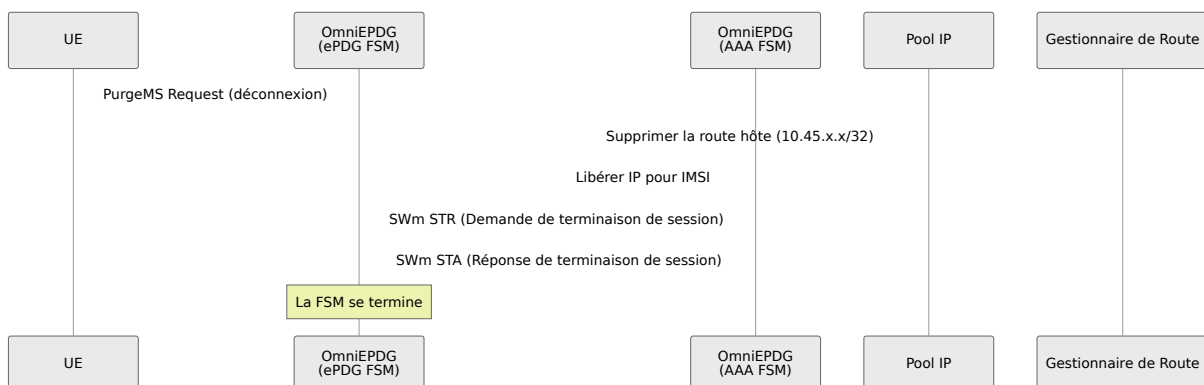 UE
OmniEPDG
(ePDG FSM)
OmniEPDG
(AAA FSM)
Pool IP
Gestionnaire de Route
PurgeMS Request (déconnexion)
Supprimer la route hôte (10.45.x.x/32)
Libérer IP pour IMSI
SWm STR (Demande de terminaison de session)
SWm STA (Réponse de terminaison de session)
La FSM se termine
UE
OmniEPDG
(ePDG FSM)
OmniEPDG
(AAA FSM)
Pool IP
Gestionnaire de Route